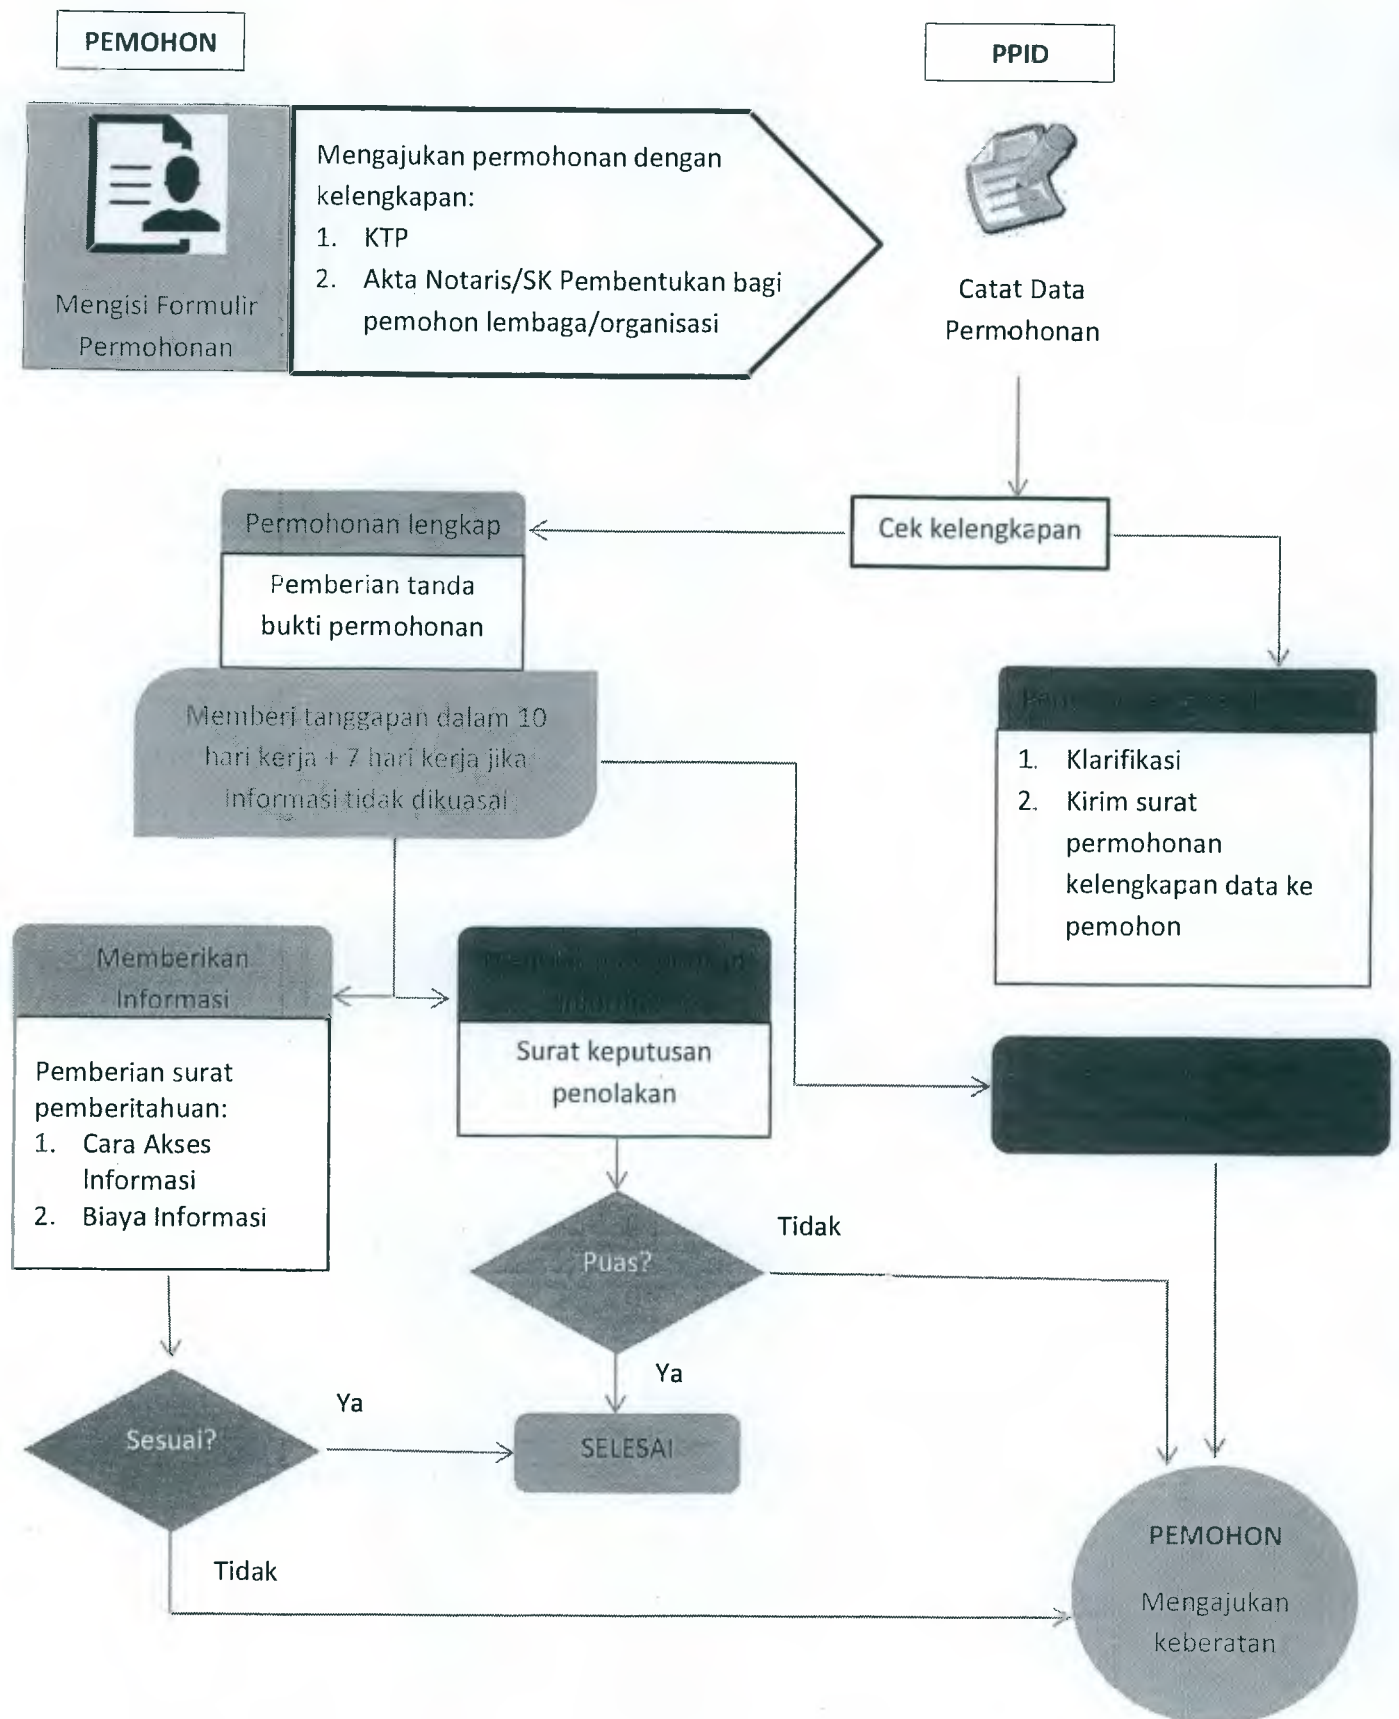 PEMOHON
PPID
Mengisi Formulir
Permohonan
Mengajukan permohonan dengan
kelengkapan:
1. KTP
2. Akta Notaris/SK Pembentukan bagi
pemohon lembaga/organisasi
Catat Data
Permohonan
Cek kelengkapan
Permohonan lengkap
Pemberian tanda
bukti permohonan
Memberi tanggapan dalam 10
hari kerja + 7 hari kerja jika
informasi tidak dikuasai
1. Klarifikasi
2. Kirim surat
permohonan
kelengkapan data ke
pemohon
Memberikan
Informasi
Pemberian surat
pemberitahuan:
1. Cara Akses
Informasi
2. Biaya Informasi
Surat keputusan
penolakan
Puas?
Tidak
Ya
Sesuai?
Ya
SELESAI
Tidak
PEMOHON
Mengajukan
keberatan